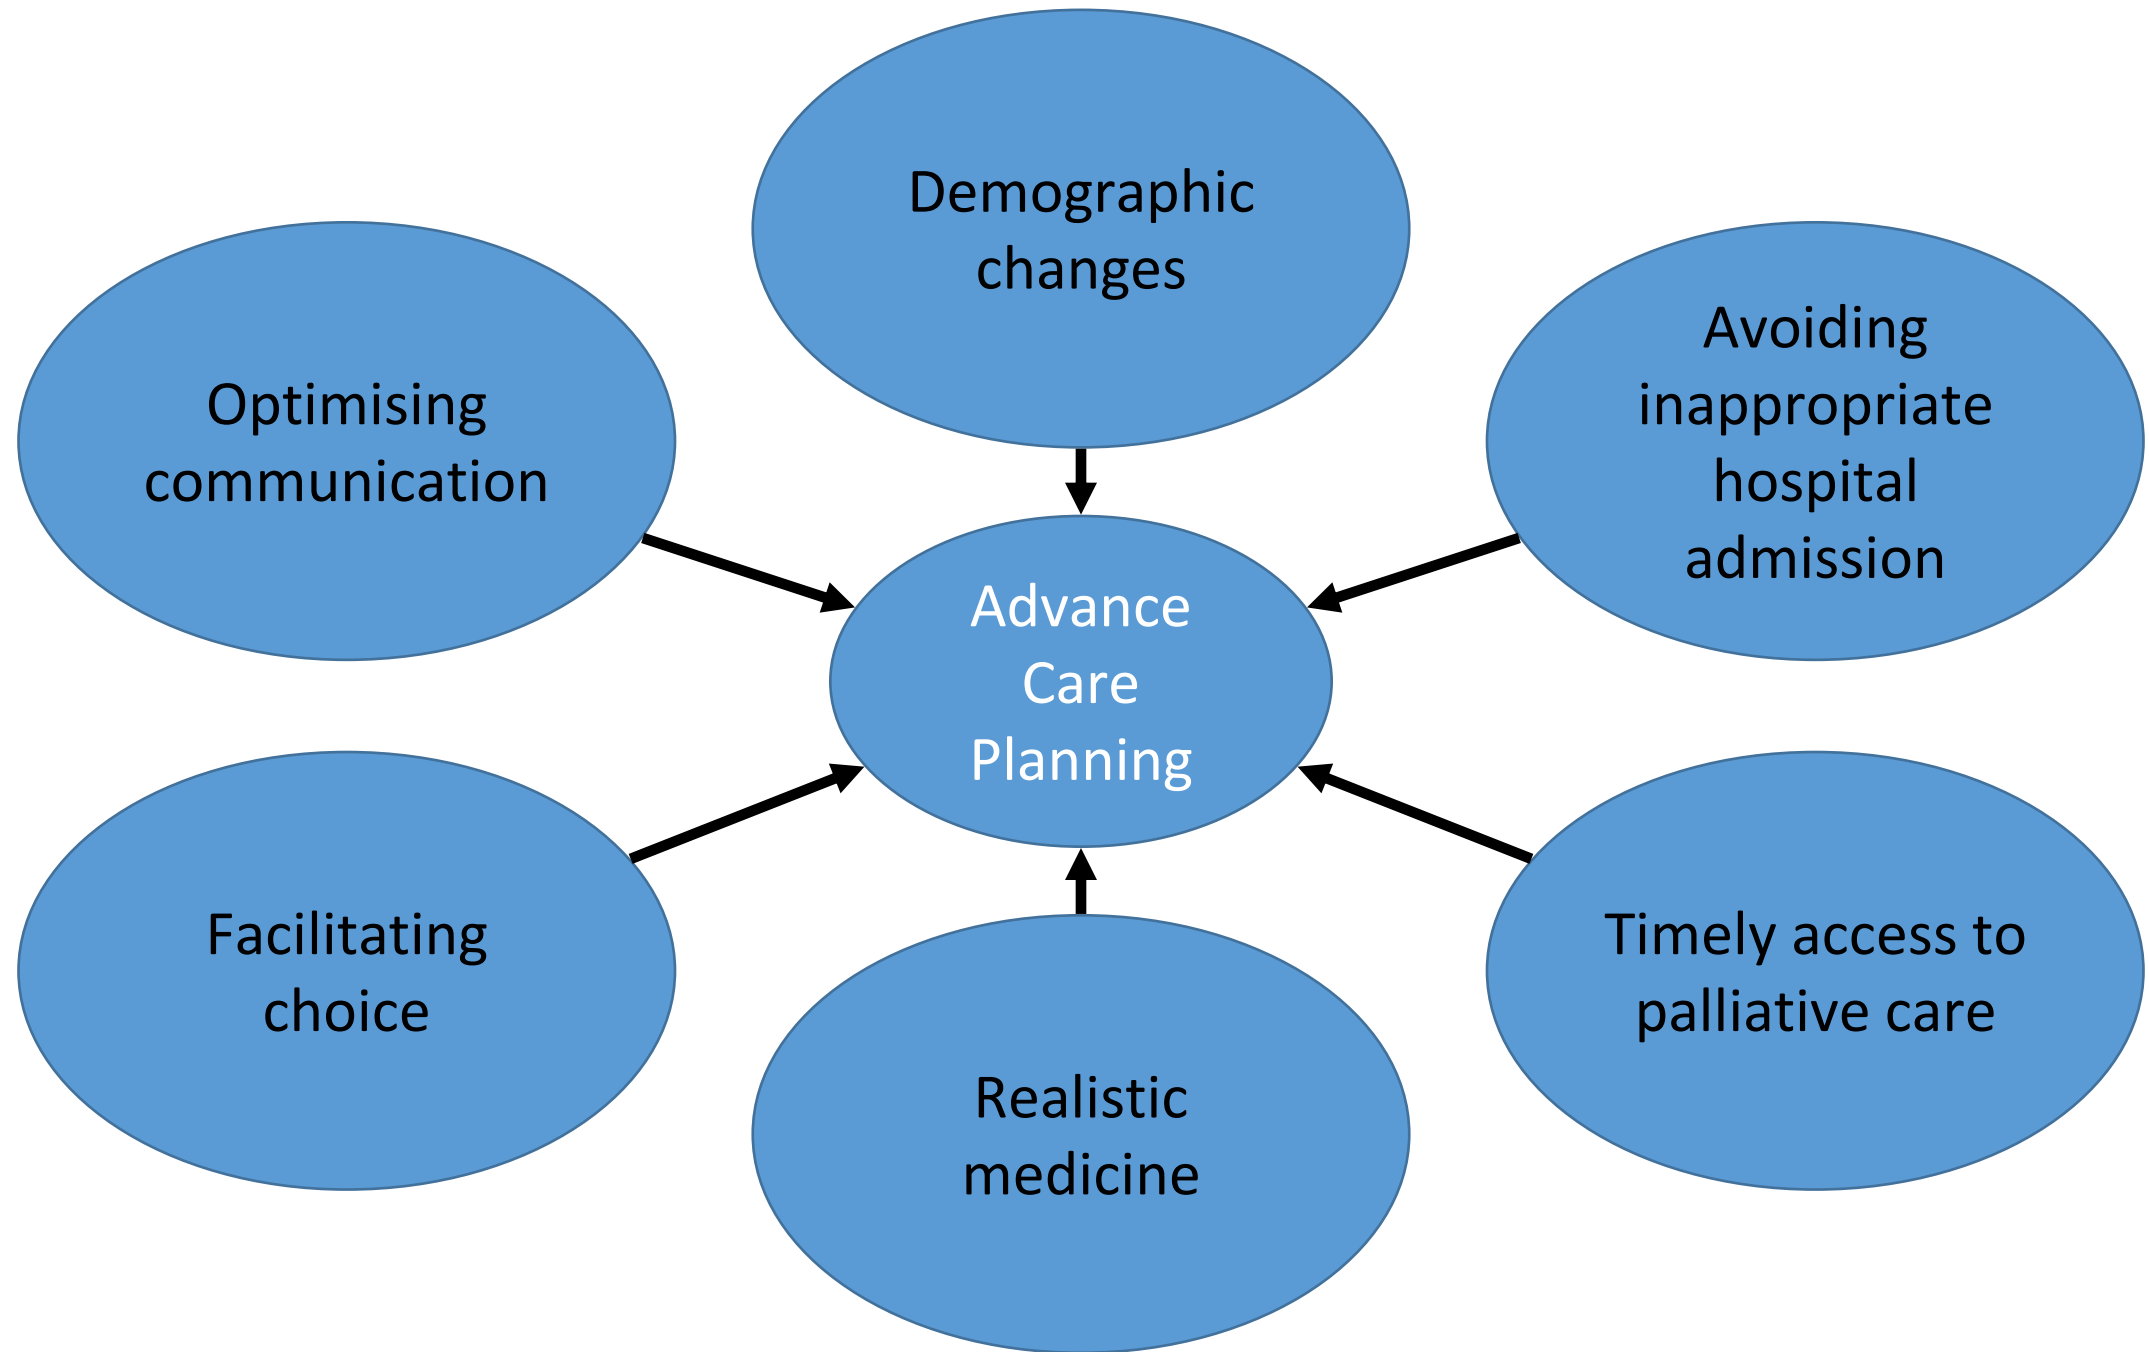 Demographic
changes
Optimising
communication
Avoiding
inappropriate
hospital
admission
Advance
Care
Planning
Facilitating
choice
Timely access to
palliative care
Realistic
medicine